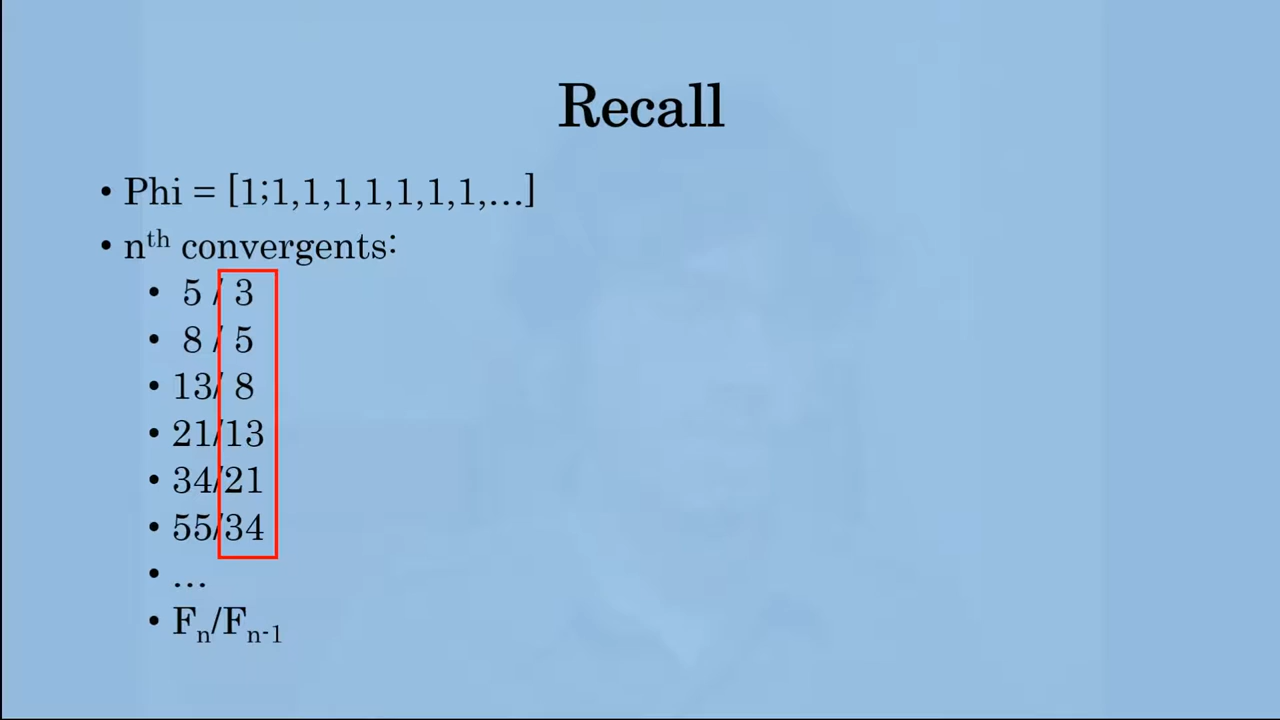 Recall
• Phi = [1;1,1,1,1,1,1,1,...]
• nth convergents:
• 5 / 3
• 8 / 5
• 13/ 8
• 21/13
• 34/21
• 55/34
• ...
• Fn/Fn-1